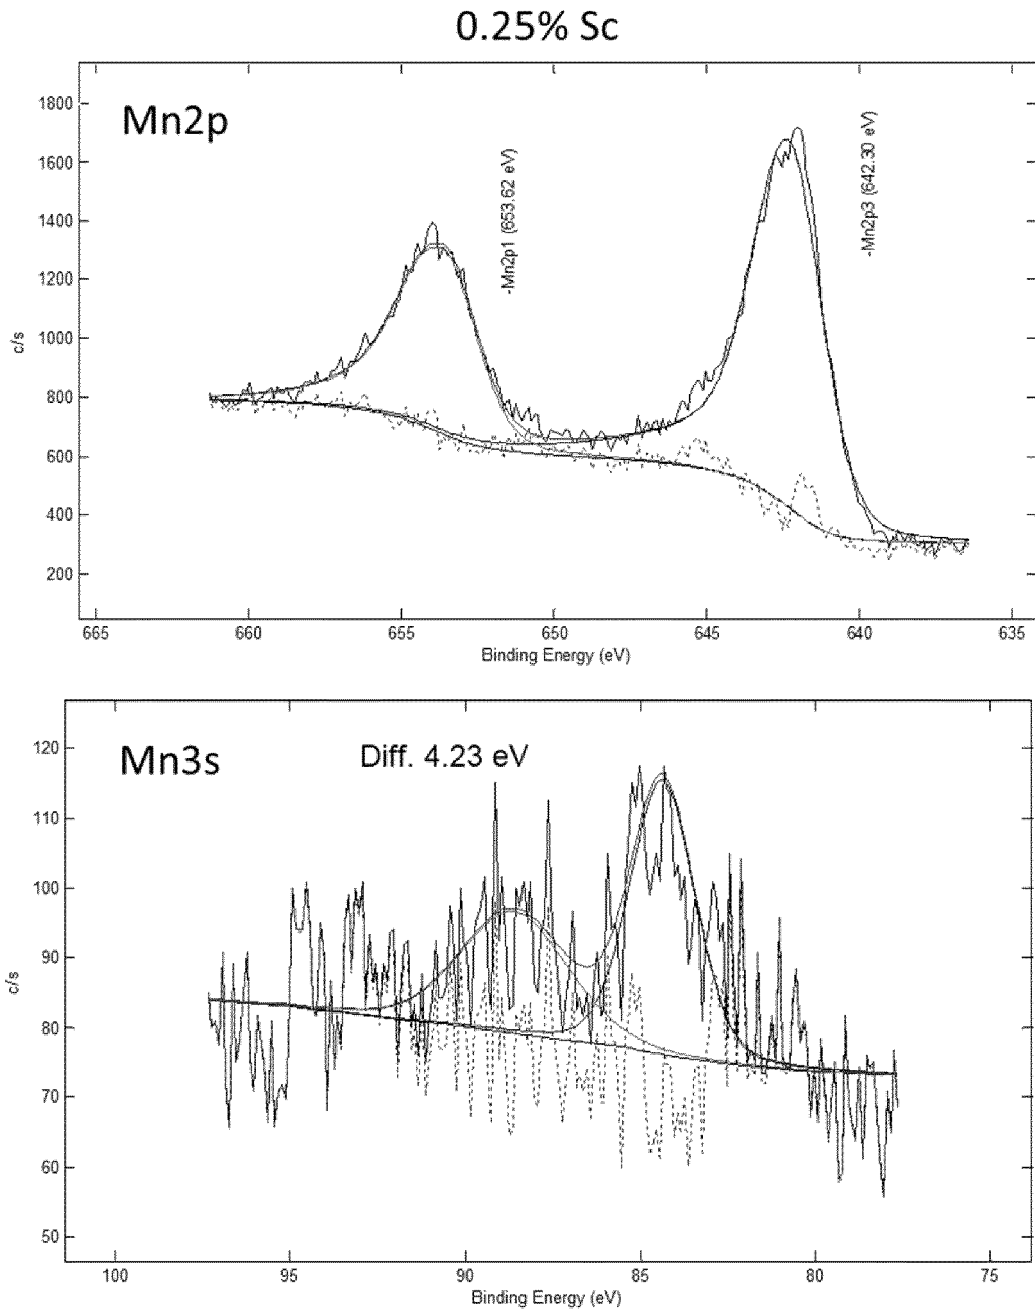 0.25% Sc
Mn2p
-Mn2p1 (653.62 eV)
-Mn2p3 (642.30 eV)
c/s
1800
1600
1400
1200
1000
800
600
400
200
665 660 655 650 645 640 635
Binding Energy (eV)
Mn3s
Diff. 4.23 eV
c/s
120
110
100
90
80
70
60
50
100 95 90 85 80 75
Binding Energy (eV)